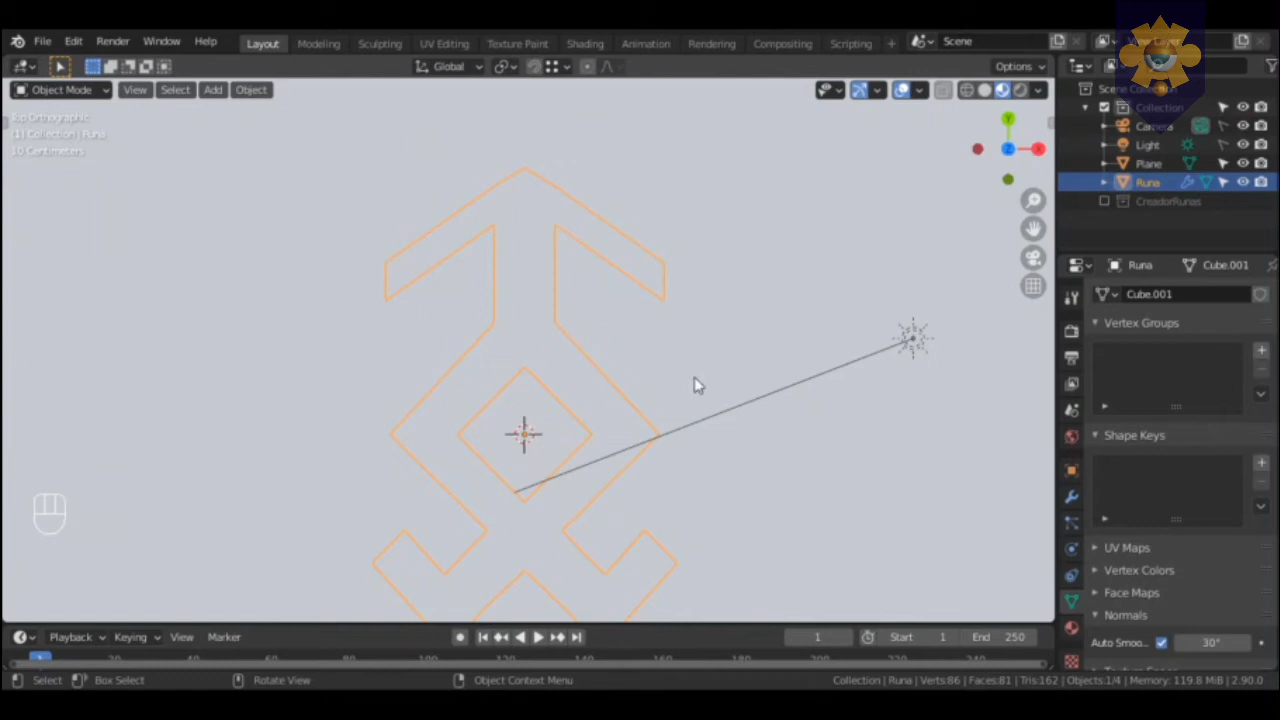 File Edit Render Window Help Layout Modeling Sculpting UV Editing Texture Paint Shading Animation Rendering Compositing Scripting + Scene View Layer
Global Options
Object Mode View Select Add Object
Top Orthographic
(1) Collection | Runa
10 Centimeters
Y
Z
X
Scene Collection
Collection
Camera
Light
Plane
Runa
CreadorRunas
Runa Cube.001
Cube.001
Vertex Groups
Shape Keys
UV Maps
Vertex Colors
Face Maps
Normals
Auto Smoo... 30°
Playback Keying View Marker 1 Start 1 End 250
1
Select Box Select Rotate View Object Context Menu Collection | Runa | Verts:86 | Faces:81 | Tris:162 | Objects:1/4 | Memory: 119.8 MiB | 2.90.0